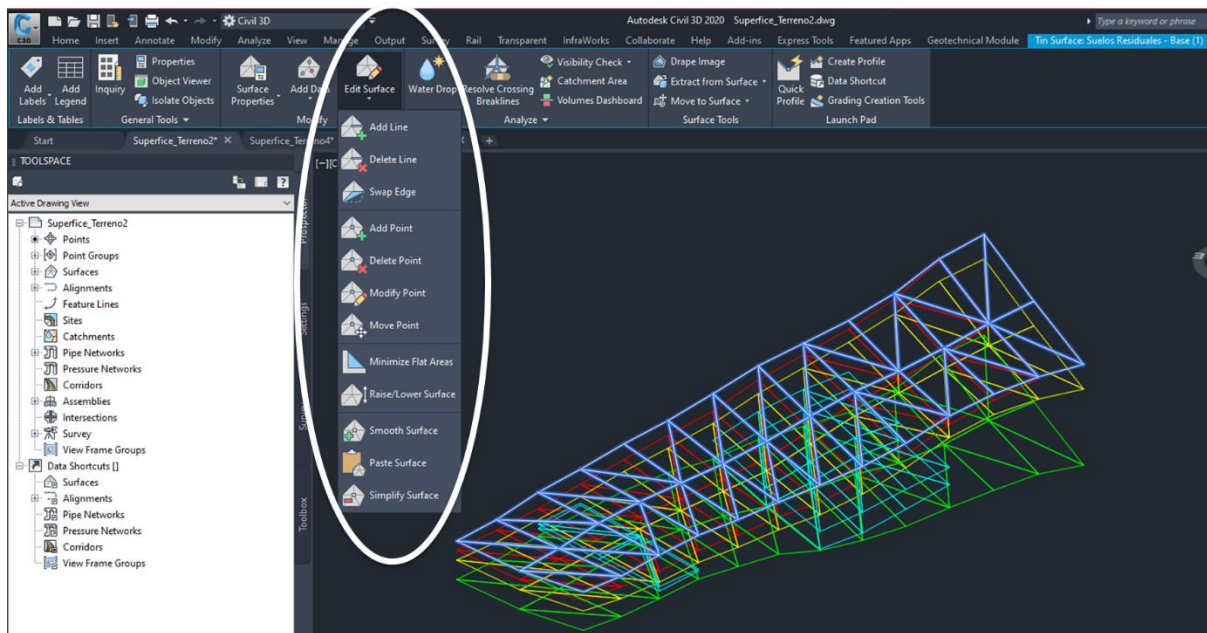 Civil 3D
Autodesk Civil 3D 2020 Superfice_Terreno2.dwg
Type a keyword or phrase
C3D
Home Insert Annotate Modify Analyze View Manage Output Survey Rail Transparent InfraWorks Collaborate Help Add-ins Express Tools Featured Apps Geotechnical Module Tin Surface: Suelos Residuales - Base (1)
Add Labels
Add Legend
Labels & Tables
Inquiry
Properties
Object Viewer
Isolate Objects
General Tools
Surface Properties
Add Data
Edit Surface
Modify
Water Drop
Resolve Crossing Breaklines
Visibility Check
Catchment Area
Volumes Dashboard
Analyze
Drape Image
Extract from Surface
Move to Surface
Surface Tools
Quick Profile
Create Profile
Data Shortcut
Grading Creation Tools
Launch Pad
Start Superfice_Terreno2* Superfice_Terreno4*
Add Line
Delete Line
Swap Edge
Add Point
Delete Point
Modify Point
Move Point
Minimize Flat Areas
Raise/Lower Surface
Smooth Surface
Paste Surface
Simplify Surface
TOOLSPACE
Active Drawing View
Superfice_Terreno2
Points
Point Groups
Surfaces
Alignments
Feature Lines
Sites
Catchments
Pipe Networks
Pressure Networks
Corridors
Assemblies
Intersections
Survey
View Frame Groups
Data Shortcuts []
Surfaces
Alignments
Pipe Networks
Pressure Networks
Corridors
View Frame Groups
Prospector
Settings
Survey
Toolbox